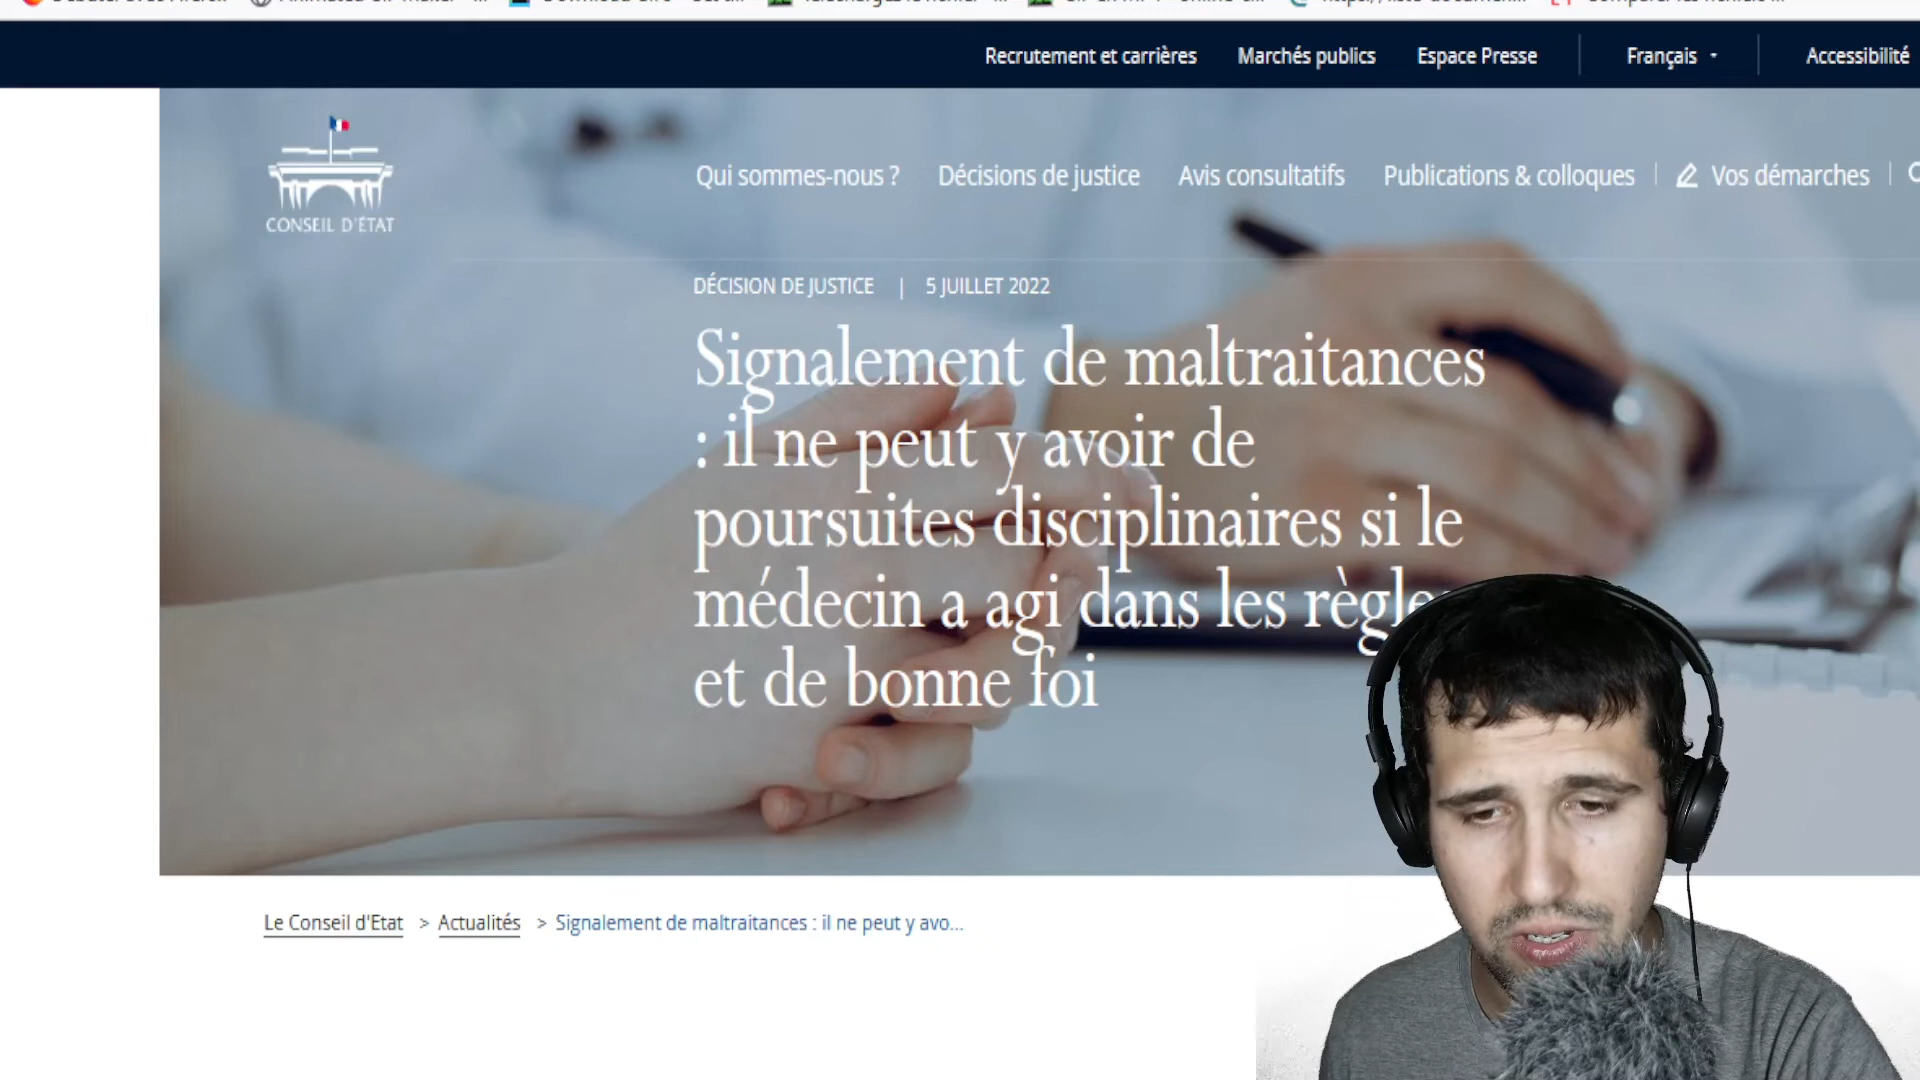 Recrutement et carrières Marchés publics Espace Presse Français Accessibilité
CONSEIL D'ÉTAT
Qui sommes-nous ? Décisions de justice Avis consultatifs Publications & colloques Vos démarches
DÉCISION DE JUSTICE | 5 JUILLET 2022
Signalement de maltraitances
: il ne peut y avoir de
poursuites disciplinaires si le
médecin a agi dans les règle
et de bonne foi
Le Conseil d'Etat > Actualités > Signalement de maltraitances : il ne peut y avo...